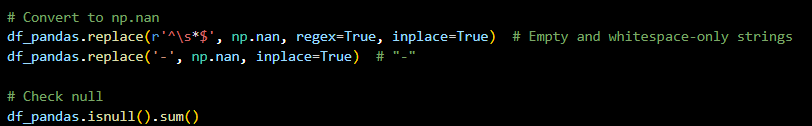 # Convert to np.nan
df_pandas.replace(r'^\s*$', np.nan, regex=True, inplace=True)  # Empty and whitespace-only strings
df_pandas.replace('-', np.nan, inplace=True)  # "-"

# Check null
df_pandas.isnull().sum()